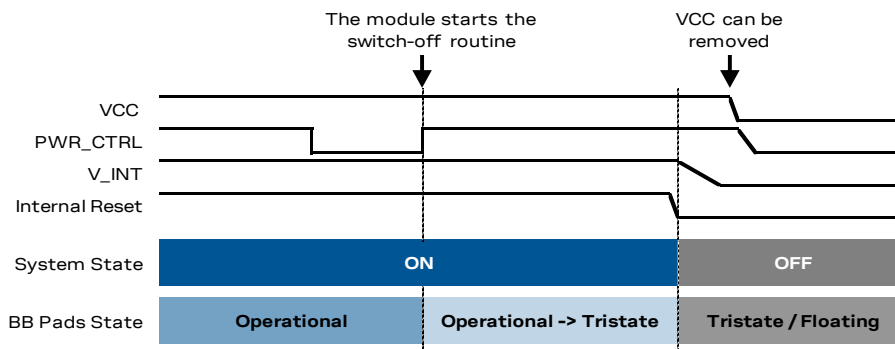 The module starts the
switch-off routine
VCC can be
removed
VCC
PWR_CTRL
V_INT
Internal Reset
System State
ON
OFF
BB Pads State
Operational
Operational -> Tristate
Tristate / Floating